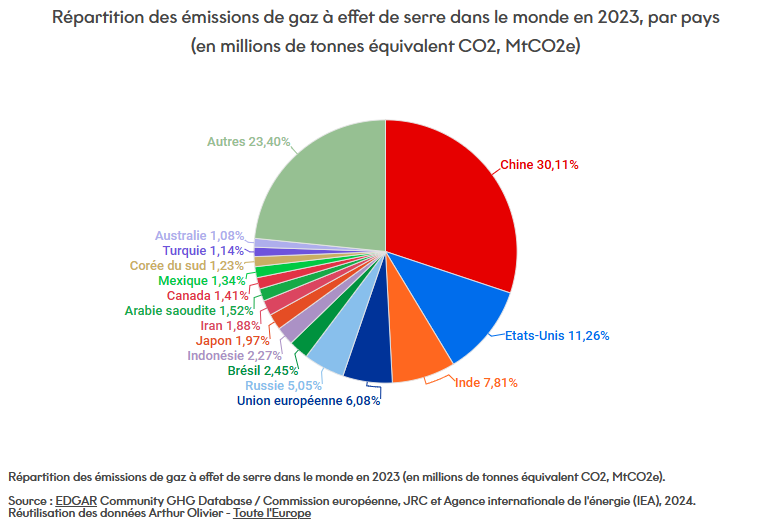 Répartition des émissions de gaz à effet de serre dans le monde en 2023, par pays
(en millions de tonnes équivalent CO2, MtCO2e)
Autres 23,40%
Chine 30,11%
Australie 1,08%
Turquie 1,14%
Corée du sud 1,23%
Mexique 1,34%
Canada 1,41%
Arabie saoudite 1,52%
Iran 1,88%
Japon 1,97%
Indonésie 2,27%
Brésil 2,45%
Russie 5,05%
Union européenne 6,08%
Etats-Unis 11,26%
Inde 7,81%
Répartition des émissions de gaz à effet de serre dans le monde en 2023 (en millions de tonnes équivalent CO2, MtCO2e).
Source : EDGAR Community GHG Database / Commission européenne, JRC et Agence internationale de l'énergie (IEA), 2024.
Réutilisation des données Arthur Olivier - Toute l'Europe